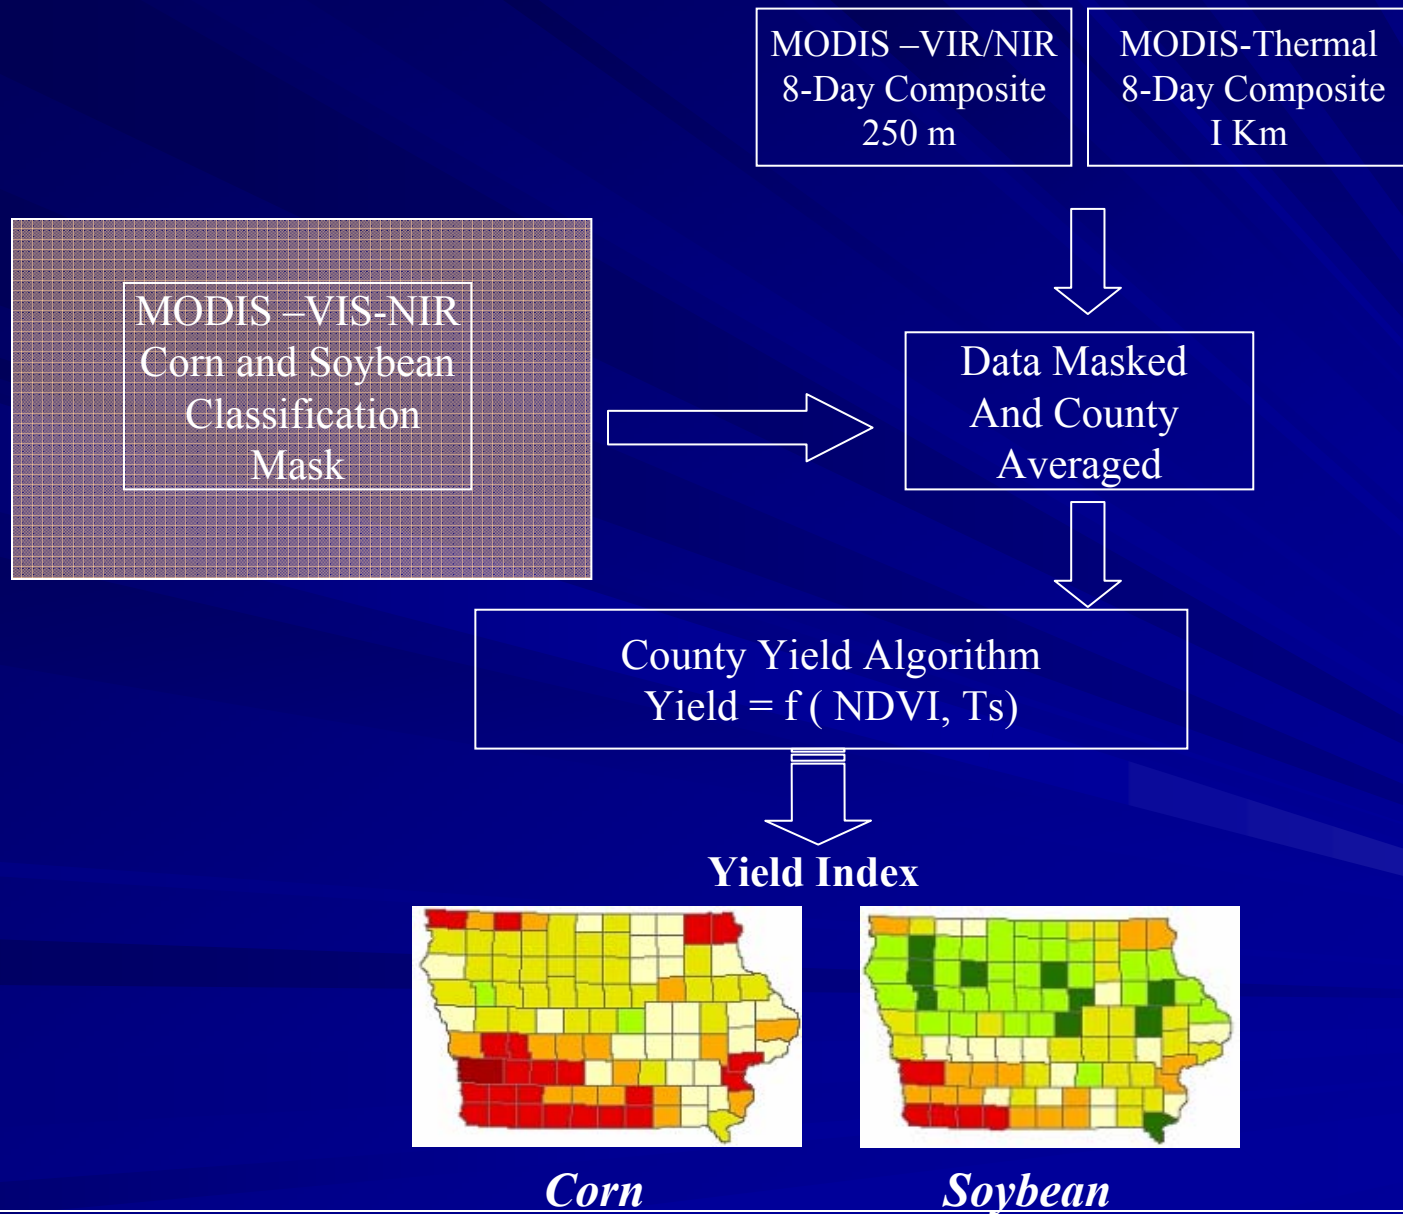 MODIS –VIR/NIR
8-Day Composite
250 m
MODIS-Thermal
8-Day Composite
I Km
MODIS –VIS-NIR
Corn and Soybean
Classification
Mask
Data Masked
And County
Averaged
County Yield Algorithm
Yield = f ( NDVI, Ts)
Yield Index
Corn
Soybean